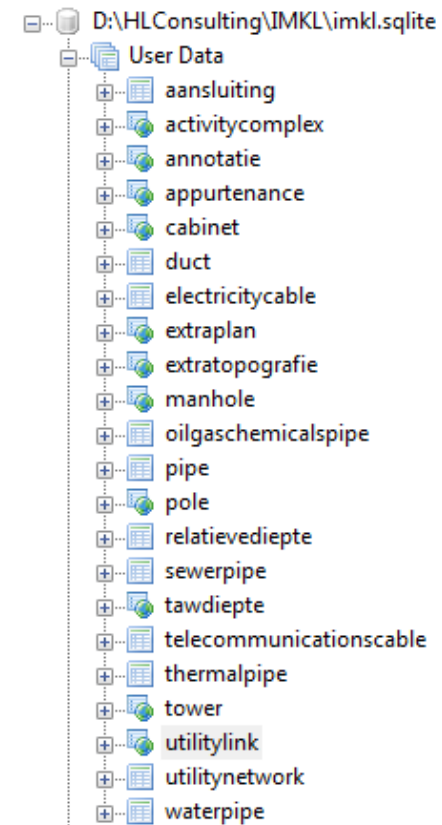 D:\HLConsulting\IMKL\imkl.sqlite
User Data
aansluiting
activitycomplex
annotatie
appurtenance
cabinet
duct
electricitycable
extraplan
extratopografie
manhole
oilgaschemicalspipe
pipe
pole
relatievediepte
sewerpipe
tawdiepte
telecommunicationscable
thermalpipe
tower
utilitylink
utilitynetwork
waterpipe